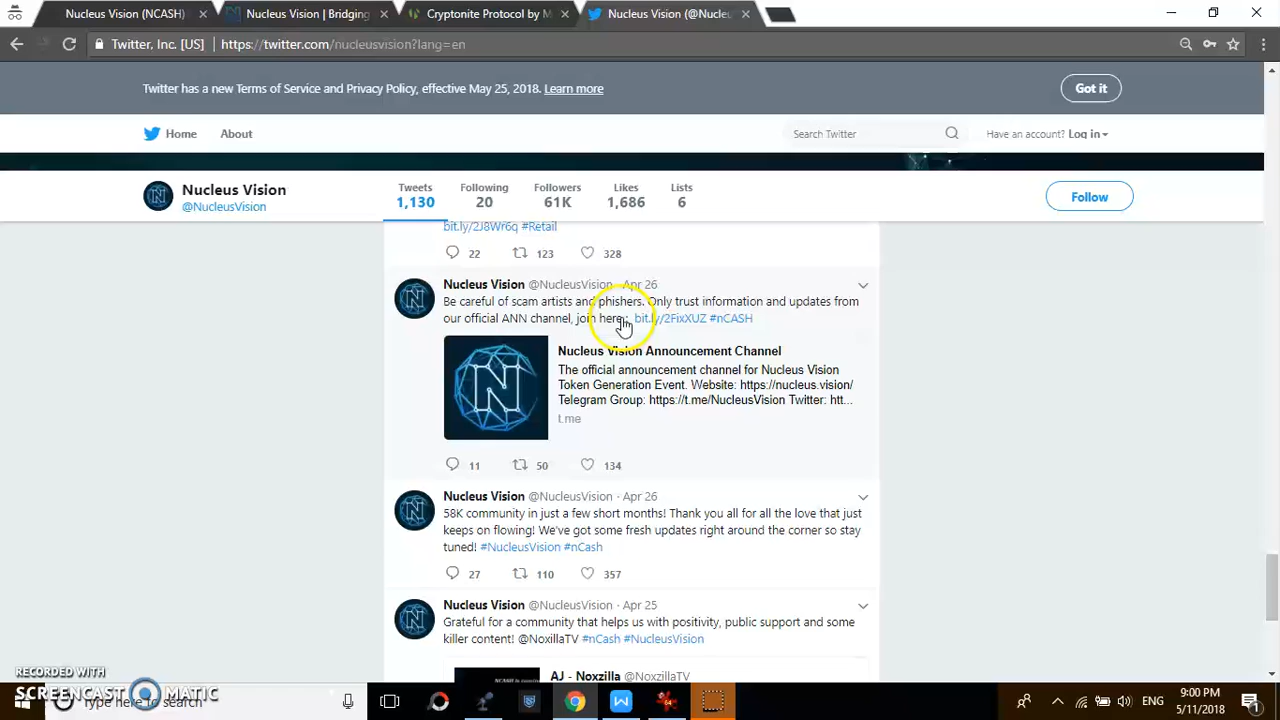 Nucleus Vision (NCASH)
Nucleus Vision | Bridging
Cryptonite Protocol by M
Nucleus Vision (@Nucleu
Twitter, Inc. [US] https://twitter.com/nucleusvision?lang=en
Twitter has a new Terms of Service and Privacy Policy, effective May 25, 2018. Learn more
Got it
Home About
Search Twitter
Have an account? Log in
Nucleus Vision
@NucleusVision
Tweets Following Followers Likes Lists
1,130 20 61K 1,686 6
Follow
bit.ly/2J8Wr6q #Retail
22 123 328
Nucleus Vision @NucleusVision · Apr 26
Be careful of scam artists and phishers. Only trust information and updates from
our official ANN channel, join here: bit.ly/2FixXUZ #nCASH
Nucleus Vision Announcement Channel
The official announcement channel for Nucleus Vision
Token Generation Event. Website: https://nucleus.vision/
Telegram Group: https://t.me/NucleusVision Twitter: htt...
t.me
11 50 134
Nucleus Vision @NucleusVision · Apr 26
58K community in just a few short months! Thank you all for all the love that just
keeps on flowing! We've got some fresh updates right around the corner so stay
tuned! #NucleusVision #nCash
27 110 357
Nucleus Vision @NucleusVision · Apr 25
Grateful for a community that helps us with positivity, public support and some
killer content! @NoxzillaTV #nCash #NucleusVision
AJ - Noxzilla @NoxzillaTV
RECORDED WITH
SCREENCAST MATIC
Type here to search
ENG
9:00 PM
5/11/2018
1